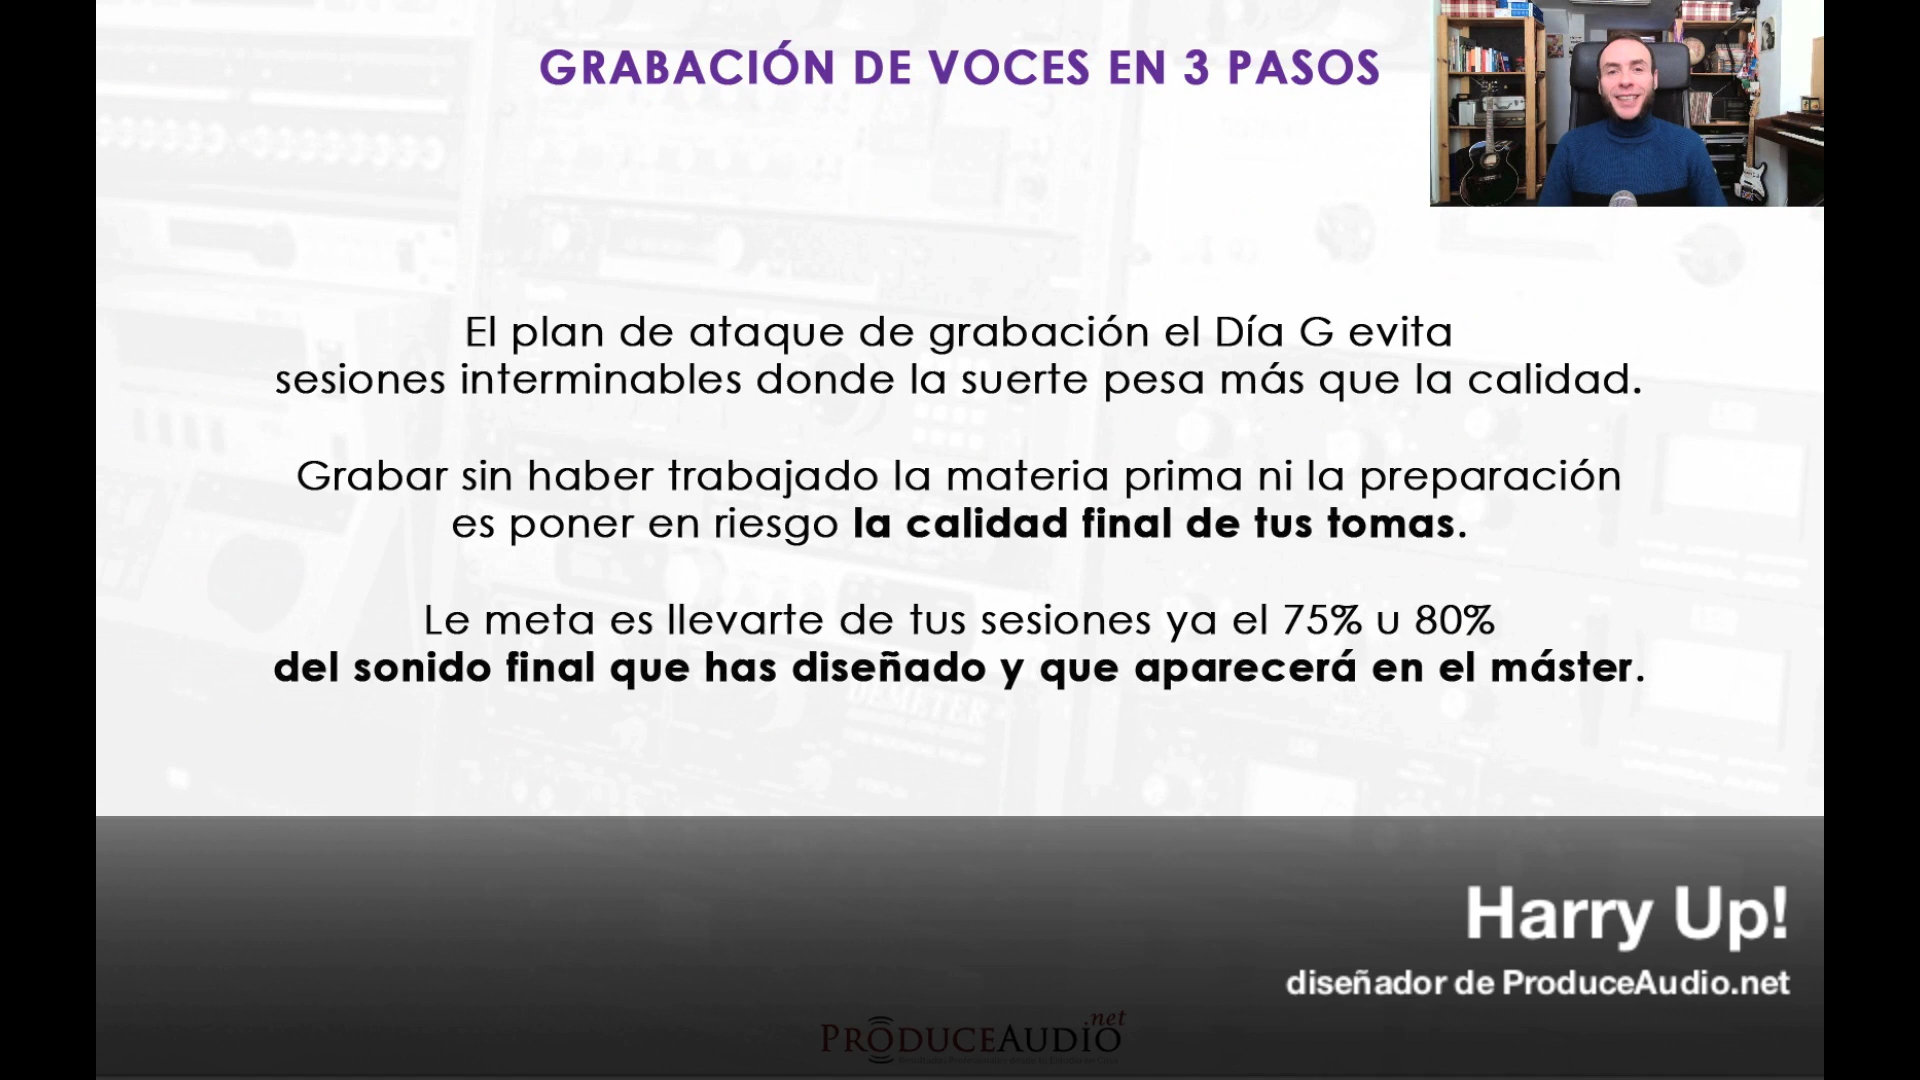 GRABACIÓN DE VOCES EN 3 PASOS
El plan de ataque de grabación el Día G evita
sesiones interminables donde la suerte pesa más que la calidad.
Grabar sin haber trabajado la materia prima ni la preparación
es poner en riesgo la calidad final de tus tomas.
Le meta es llevarte de tus sesiones ya el 75% u 80%
del sonido final que has diseñado y que aparecerá en el máster.
DEMETER
Harry Up!
diseñador de ProduceAudio.net
PRODUCEAUDIO.net